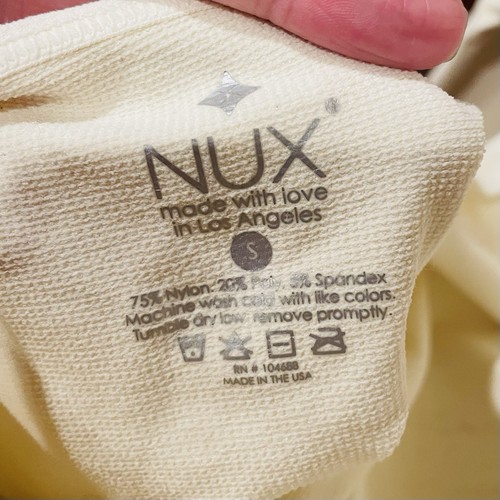 NUX®
made with love
in Los Angeles
S
75% Nylon. 20% Poly, 5% Spandex
Machine wash cold with like colors.
Tumble dry low remove promptly.
RN # 104688
MADE IN THE USA